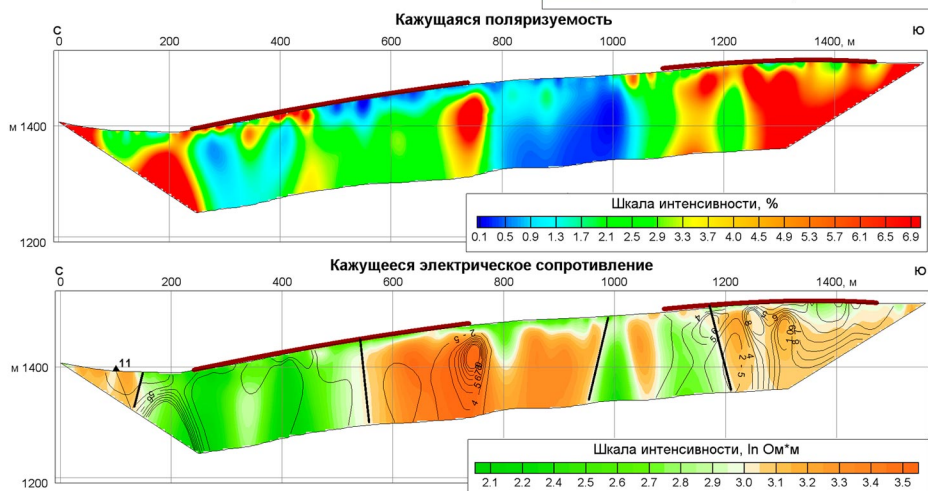 Кажущаяся поляризуемость
С Ю
0 200 400 600 800 1000 1200 1400, м
м 1400
1200
Шкала интенсивности, %
0.1 0.5 0.9 1.3 1.7 2.1 2.5 2.9 3.3 3.7 4.0 4.5 4.9 5.3 5.7 6.1 6.5 6.9
Кажущееся электрическое сопротивление
С Ю
0 200 400 600 800 1000 1200 1400, м
11
м 1400
1200
Шкала интенсивности, ln Ом*м
2.1 2.2 2.4 2.5 2.6 2.7 2.8 2.9 3.0 3.1 3.2 3.3 3.4 3.5